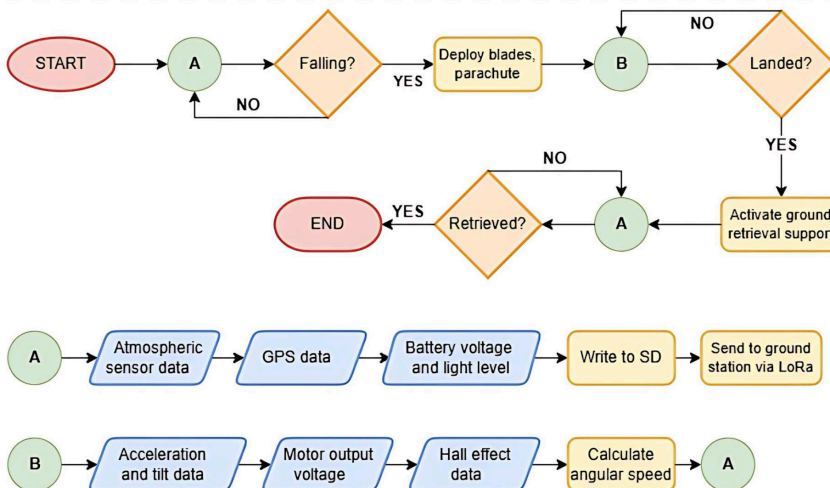 START
A
Falling?
YES
NO
Deploy blades,
parachute
B
NO
Landed?
YES
Activate ground
retrieval support
A
NO
Retrieved?
YES
END
A
Atmospheric
sensor data
GPS data
Battery voltage
and light level
Write to SD
Send to ground
station via LoRa
B
Acceleration
and tilt data
Motor output
voltage
Hall effect
data
Calculate
angular speed
A